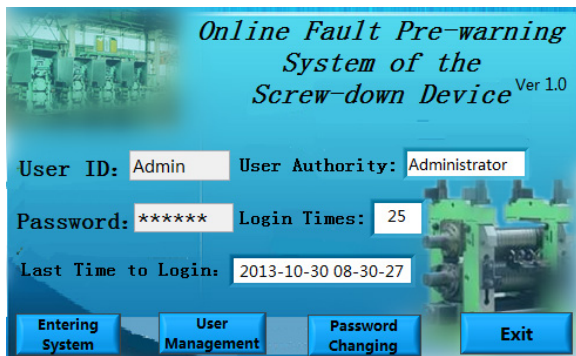 Online Fault Pre-warning
System of the
Screw-down Device Ver 1.0
User ID: Admin User Authority: Administrator
Password: ****** Login Times: 25
Last Time to Login: 2013-10-30 08-30-27
Entering System User Management Password Changing Exit